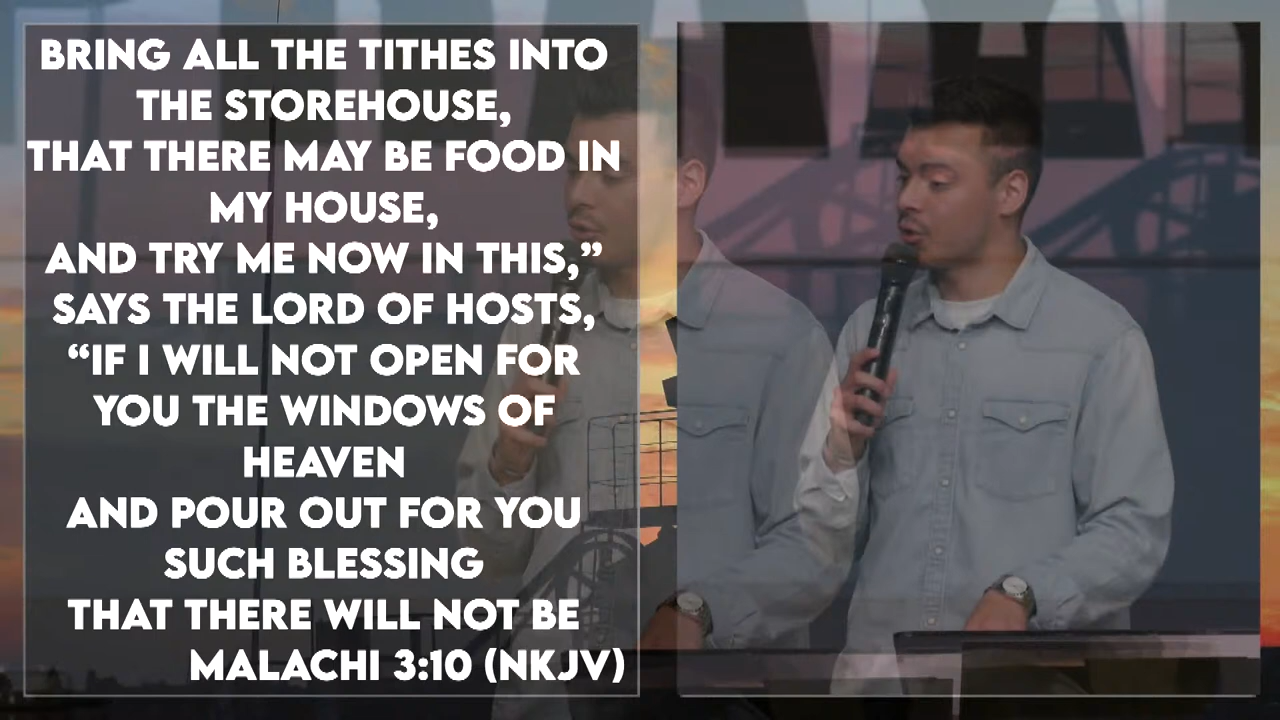 BRING ALL THE TITHES INTO
THE STOREHOUSE,
THAT THERE MAY BE FOOD IN
MY HOUSE,
AND TRY ME NOW IN THIS,”
SAYS THE LORD OF HOSTS,
“IF I WILL NOT OPEN FOR
YOU THE WINDOWS OF
HEAVEN
AND POUR OUT FOR YOU
SUCH BLESSING
THAT THERE WILL NOT BE
MALACHI 3:10 (NKJV)